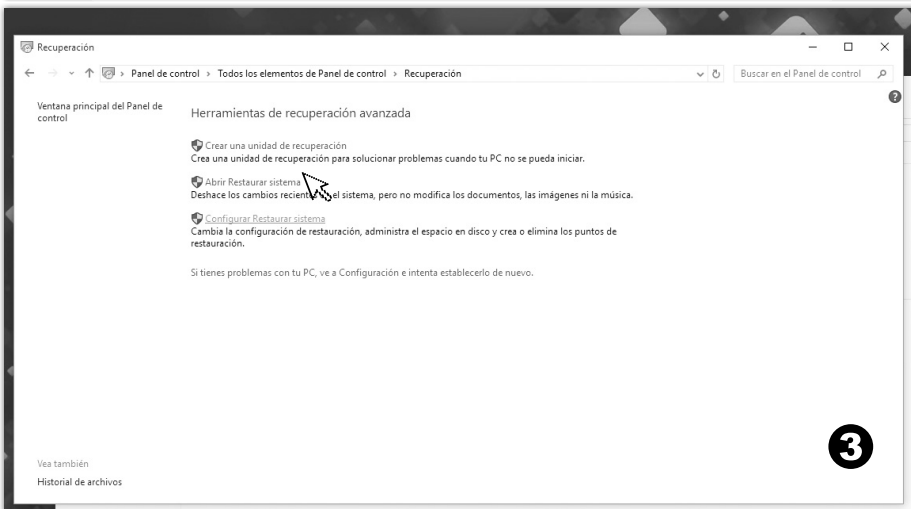 Recuperación
Panel de control > Todos los elementos de Panel de control > Recuperación
Buscar en el Panel de control
Ventana principal del Panel de
control
Herramientas de recuperación avanzada
Crear una unidad de recuperación
Crea una unidad de recuperación para solucionar problemas cuando tu PC no se pueda iniciar.
Abrir Restaurar sistema
Deshace los cambios recientes el sistema, pero no modifica los documentos, las imágenes ni la música.
Configurar Restaurar sistema
Cambia la configuración de restauración, administra el espacio en disco y crea o elimina los puntos de
restauración.
Si tienes problemas con tu PC, ve a Configuración e intenta establecerlo de nuevo.
3
Vea también
Historial de archivos